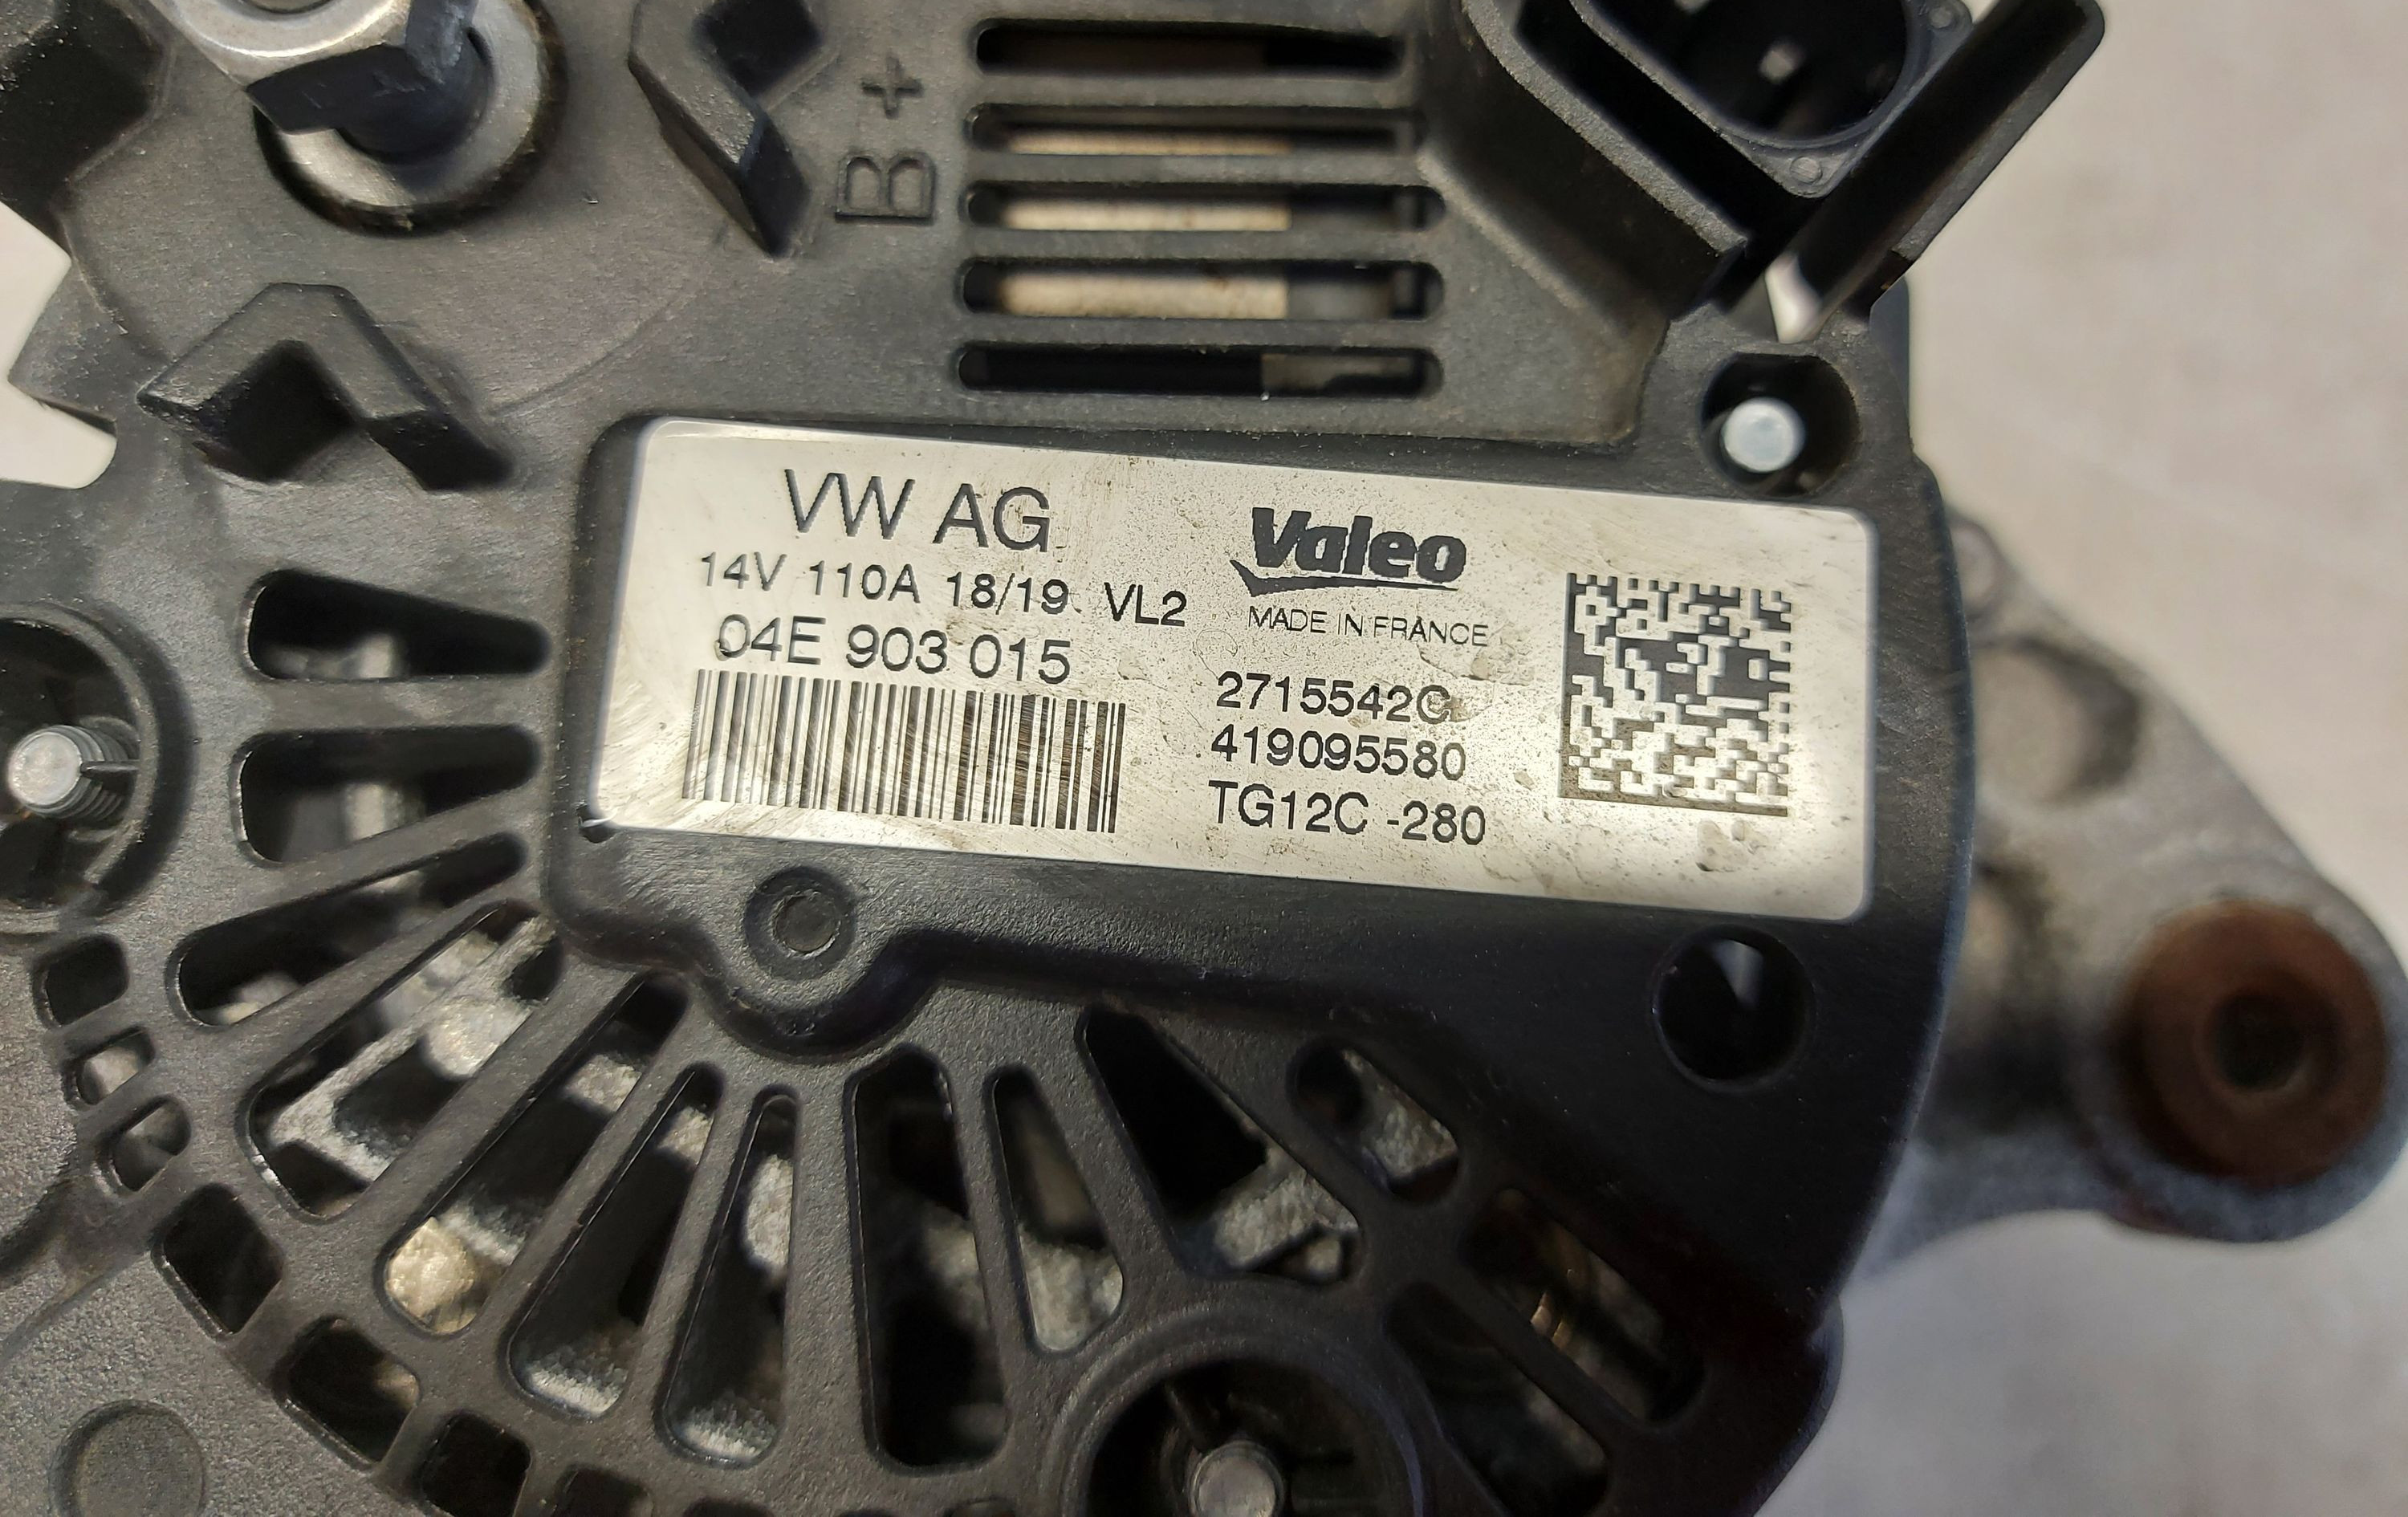 B+
VW AG
14V 110A 18/19 VL2
04E 903 015
Valeo
MADE IN FRANCE
2715542C
419095580
TG12C -280